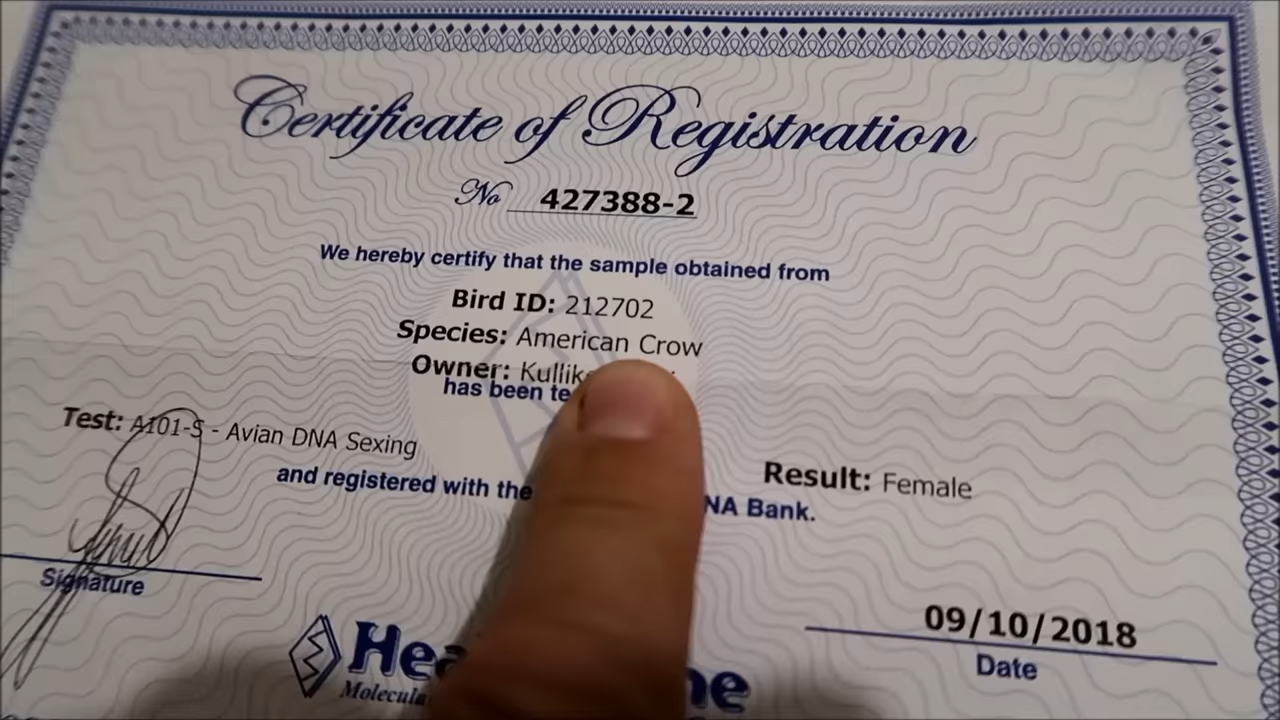 Certificate of Registration
No 427388-2
We hereby certify that the sample obtained from
Bird ID: 212702
Species: American Crow
Owner:
has been
Test: A101-S - Avian DNA Sexing
Result: Female
and registered with the
Bank.
Signature
09/10/2018
Date